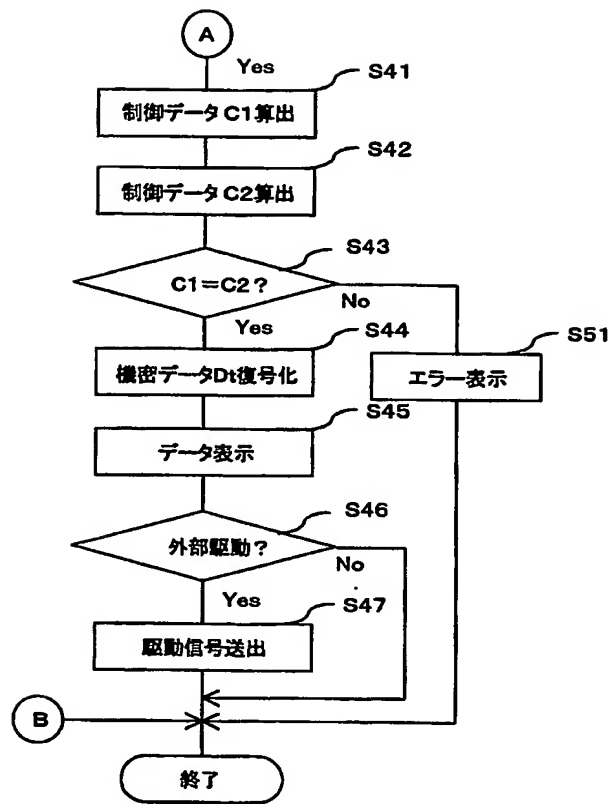 A
Yes
S41
制御データC1算出
S42
制御データC2算出
S43
C1=C2?
No
Yes
S44
S51
機密データDt復号化
エラー表示
S45
データ表示
S46
外部駆動?
No
Yes
S47
駆動信号送出
B
終了